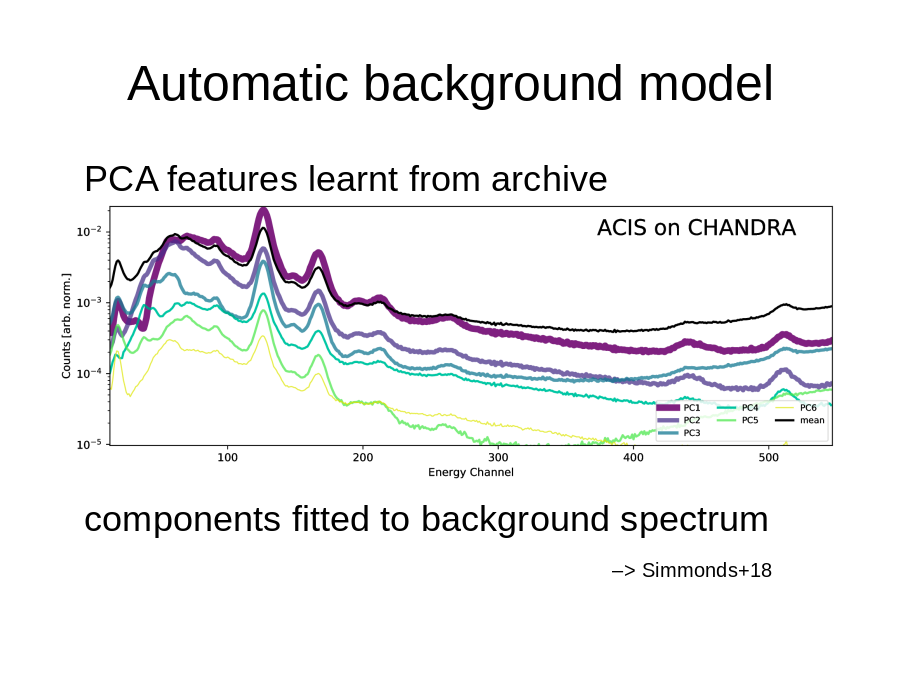 Automatic background model
PCA features learnt from archive
ACIS on CHANDRA
Counts [arb. norm.]
10⁻²
10⁻³
10⁻⁴
10⁻⁵
PC1 PC4 PC6
PC2 PC5 mean
PC3
100 200 300 400 500
Energy Channel
components fitted to background spectrum
–> Simmonds+18